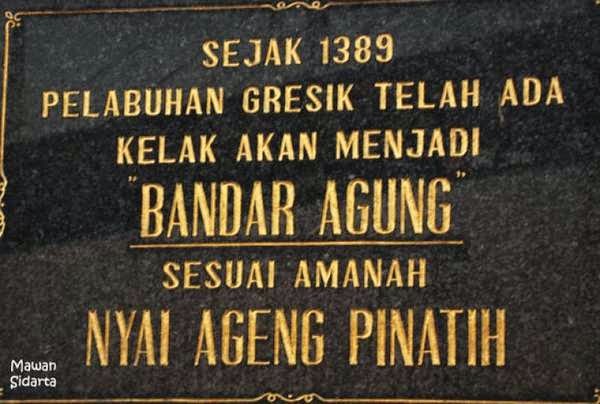 SEJAK 1389
PELABUHAN GRESIK TELAH ADA
KELAK AKAN MENJADI
"BANDAR AGUNG"
SESUAI AMANAH
NYAI AGENG PINATIH
Mawan
Sidarta